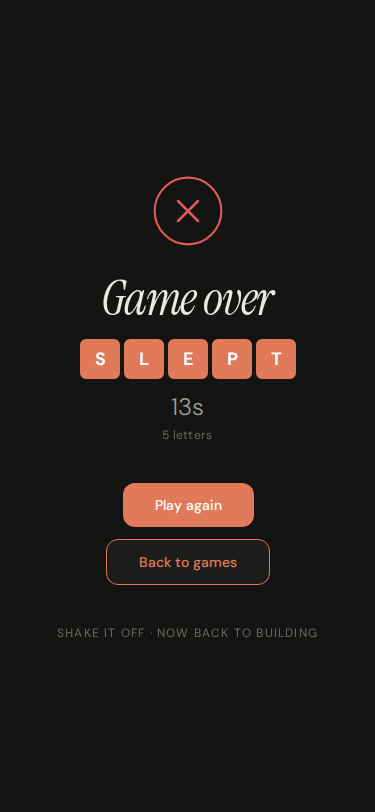 Game over
S L E P T
13s
5 letters
Play again
Back to games
SHAKE IT OFF · NOW BACK TO BUILDING